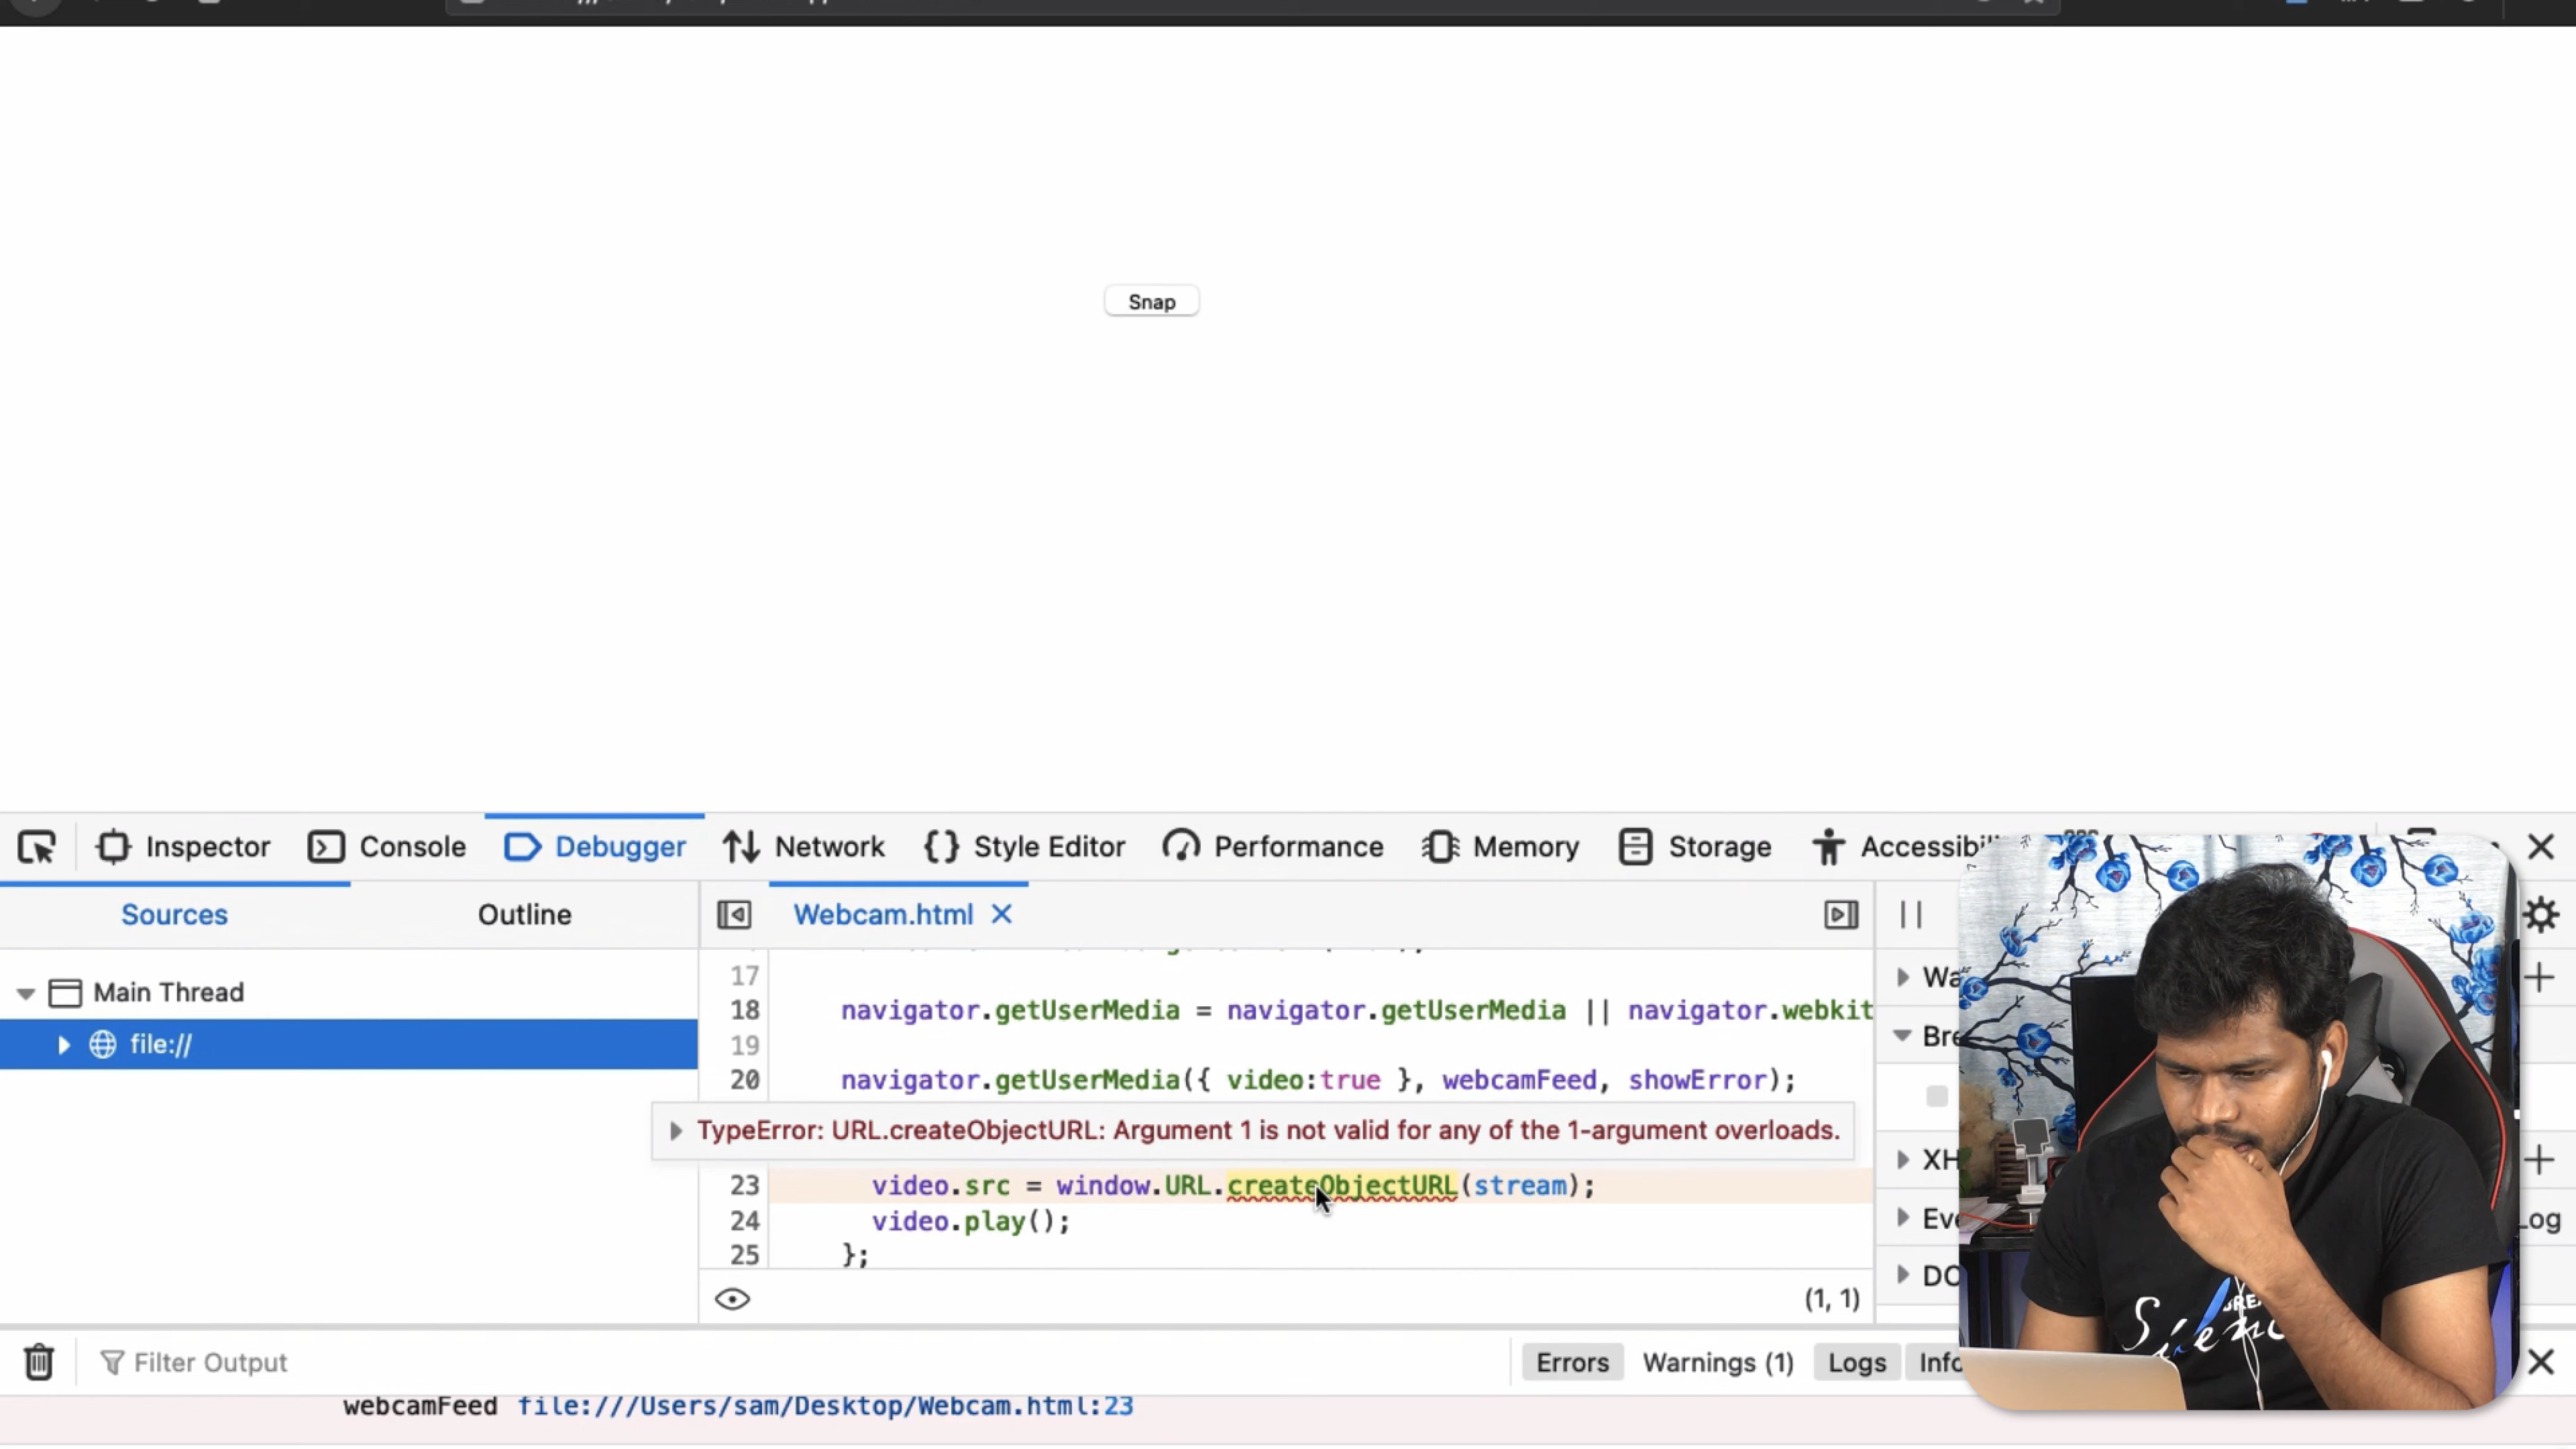 Snap
Inspector Console Debugger Network {} Style Editor Performance Memory Storage
Sources Outline Webcam.html
17
18 navigator.getUserMedia = navigator.getUserMedia || navigator.webkit
19
20 navigator.getUserMedia({ video:true }, webcamFeed, showError);
TypeError: URL.createObjectURL: Argument 1 is not valid for any of the 1-argument overloads.
23 video.src = window.URL.createObjectURL(stream);
24 video.play();
25 };
(1, 1)
Main Thread
file://
Filter Output Errors Warnings (1) Logs
webcamFeed file:///Users/sam/Desktop/Webcam.html:23